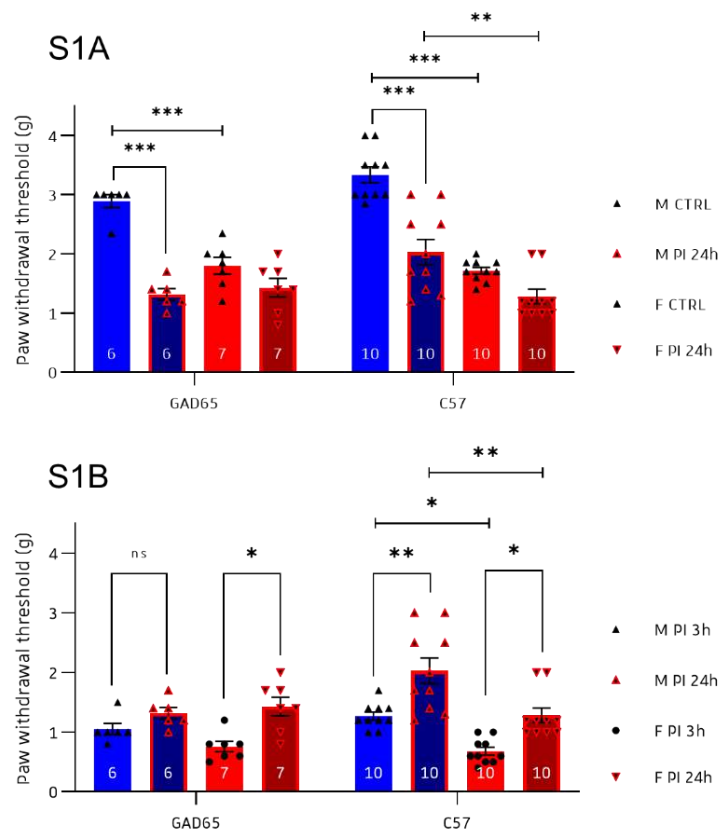 S1A
**
***
***
***
***
Paw withdrawal threshold (g)
4
3
2
1
0
6
6
7
7
10
10
10
10
GAD65
C57
M CTRL
M PI 24h
F CTRL
F PI 24h
S1B
**
*
ns
*
**
*
Paw withdrawal threshold (g)
4
3
2
1
0
6
6
7
7
10
10
10
10
GAD65
C57
M PI 3h
M PI 24h
F PI 3h
F PI 24h